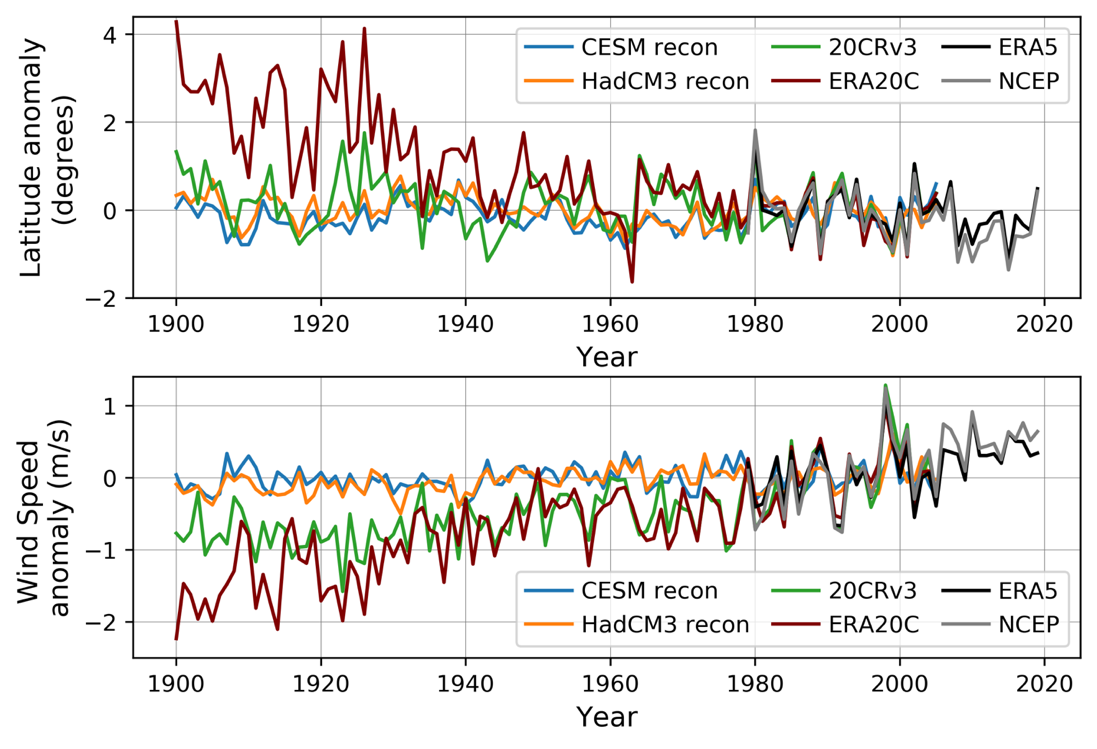 Latitude anomaly
(degrees)
4
2
0
−2
CESM recon
HadCM3 recon
20CRv3
ERA20C
ERA5
NCEP
1900 1920 1940 1960 1980 2000 2020
Year
Wind Speed
anomaly (m/s)
1
0
−1
−2
CESM recon
HadCM3 recon
20CRv3
ERA20C
ERA5
NCEP
1900 1920 1940 1960 1980 2000 2020
Year